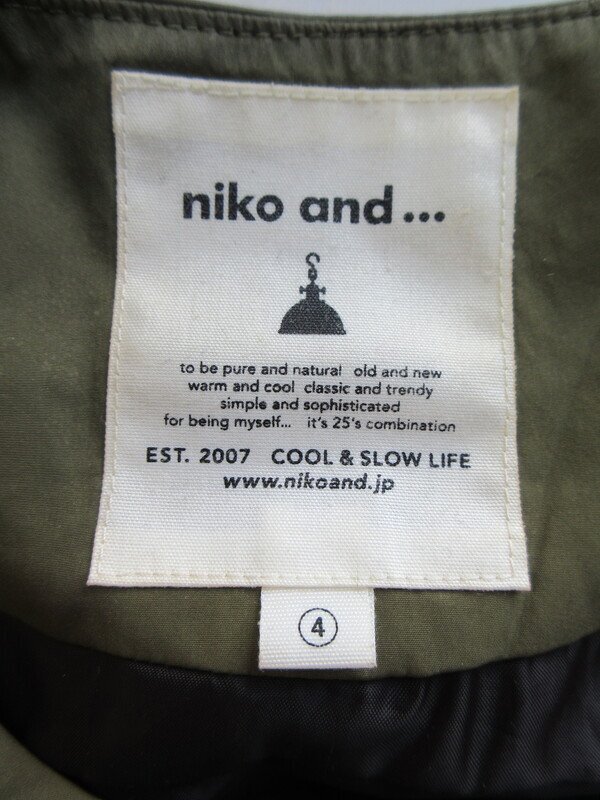 niko and...
to be pure and natural old and new
warm and cool classic and trendy
simple and sophisticated
for being myself... it's 25's combination
EST. 2007 COOL & SLOW LIFE
www.nikoand.jp
4